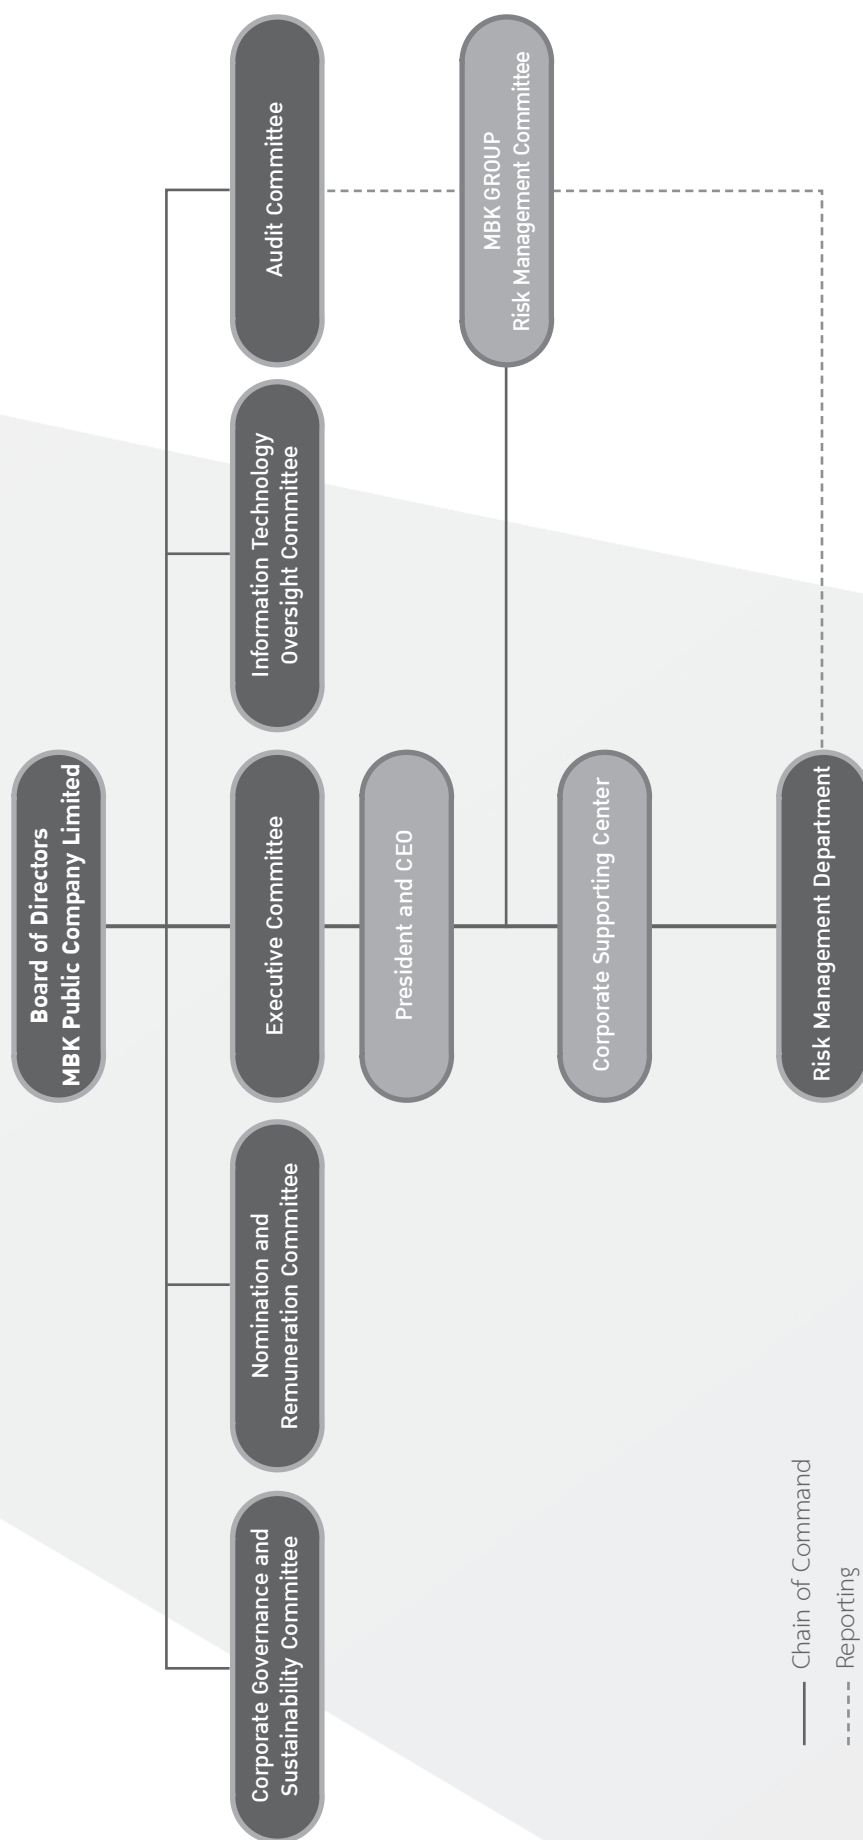 Board of Directors
MBK Public Company Limited
Corporate Governance and
Sustainability Committee
Nomination and
Remuneration Committee
Executive Committee
Information Technology
Oversight Committee
Audit Committee
President and CEO
MBK GROUP
Risk Management Committee
Corporate Supporting Center
Risk Management Department
Chain of Command
Reporting